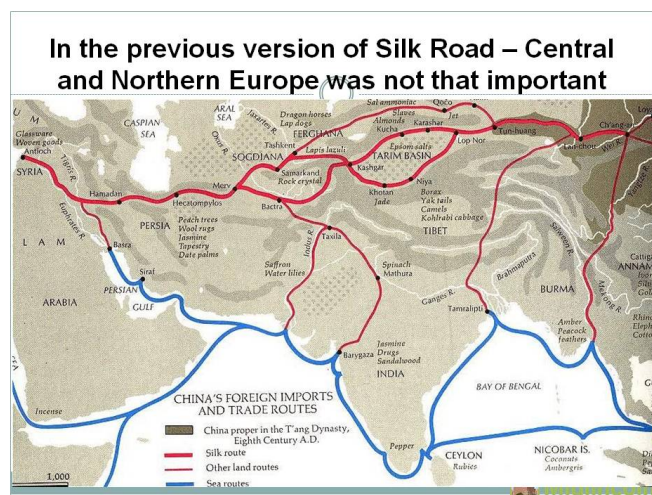 In the previous version of Silk Road – Central
and Northern Europe was not that important
Sal ammoniac
Qočo
Slaves
Almonds
Kucha
Karashar
Jet
Tun-huang
Lan-chou
Ch'ang-an
Wei R.
Yangtze R.
Glassware
Woven goods
Antioch
SYRIA
Tigris R.
Euphrates R.
CASPIAN
SEA
ARAL
SEA
Jaxartes R.
Oxus R.
Dragon horses
Lap dogs
FERGHANA
Tashkent
Lapis lazuli
SOGDIANA
Samarkand
Rock crystal
Kashgar
Epsom salts
TARIM BASIN
Lop Nor
Khotan
Jade
Niya
Borax
Yak tails
Camels
Kohlrabi cabbage
TIBET
Hamadan
Hecatompylos
Merv
Bactra
PERSIA
Peach trees
Wool rugs
Jasmine
Tapestry
Date palms
Basra
Siraf
PERSIAN
GULF
ARABIA
Indus R.
Taxila
Saffron
Water lilies
Spinach
Mathura
Ganges R.
Brahmaputra
Salween R.
Mekong R.
Tamralipti
BURMA
Amber
Peacock
feathers
ANNAM
Barygaza
Jasmine
Drugs
Sandalwood
INDIA
BAY OF BENGAL
Incense
Pepper
CEYLON
Rubies
NICOBAR IS.
Coconuts
Ambergris
CHINA'S FOREIGN IMPORTS
AND TRADE ROUTES
China proper in the T'ang Dynasty,
Eighth Century A.D.
Silk route
Other land routes
Sea routes
1,000